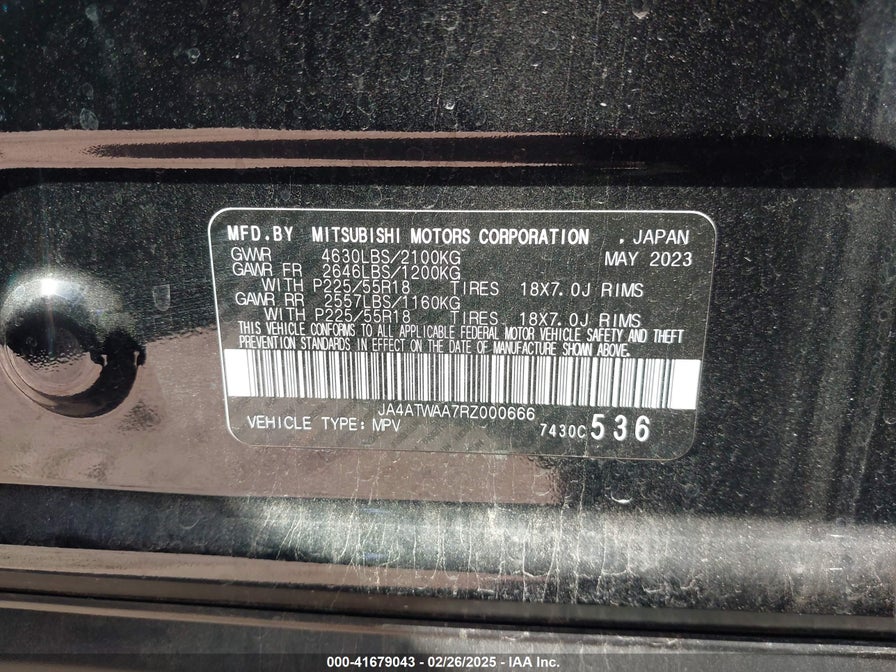 MFD.BY MITSUBISHI MOTORS CORPORATION , JAPAN
GVWR 4630LBS/2100KG MAY 2023
GAWR FR 2646LBS/1200KG
WITH P225/55R18 TIRES 18X7.0J RIMS
GAWR RR 2557LBS/1160KG
WITH P225/55R18 TIRES 18X7.0J RIMS
THIS VEHICLE CONFORMS TO ALL APPLICABLE FEDERAL MOTOR VEHICLE SAFETY AND THEFT
PREVENTION STANDARDS IN EFFECT ON THE DATE OF MANUFACTURE SHOWN ABOVE.
JA4ATWAA7RZ000666
VEHICLE TYPE:MPV 7430C536
000-41679043 - 02/26/2025 - IAA Inc.